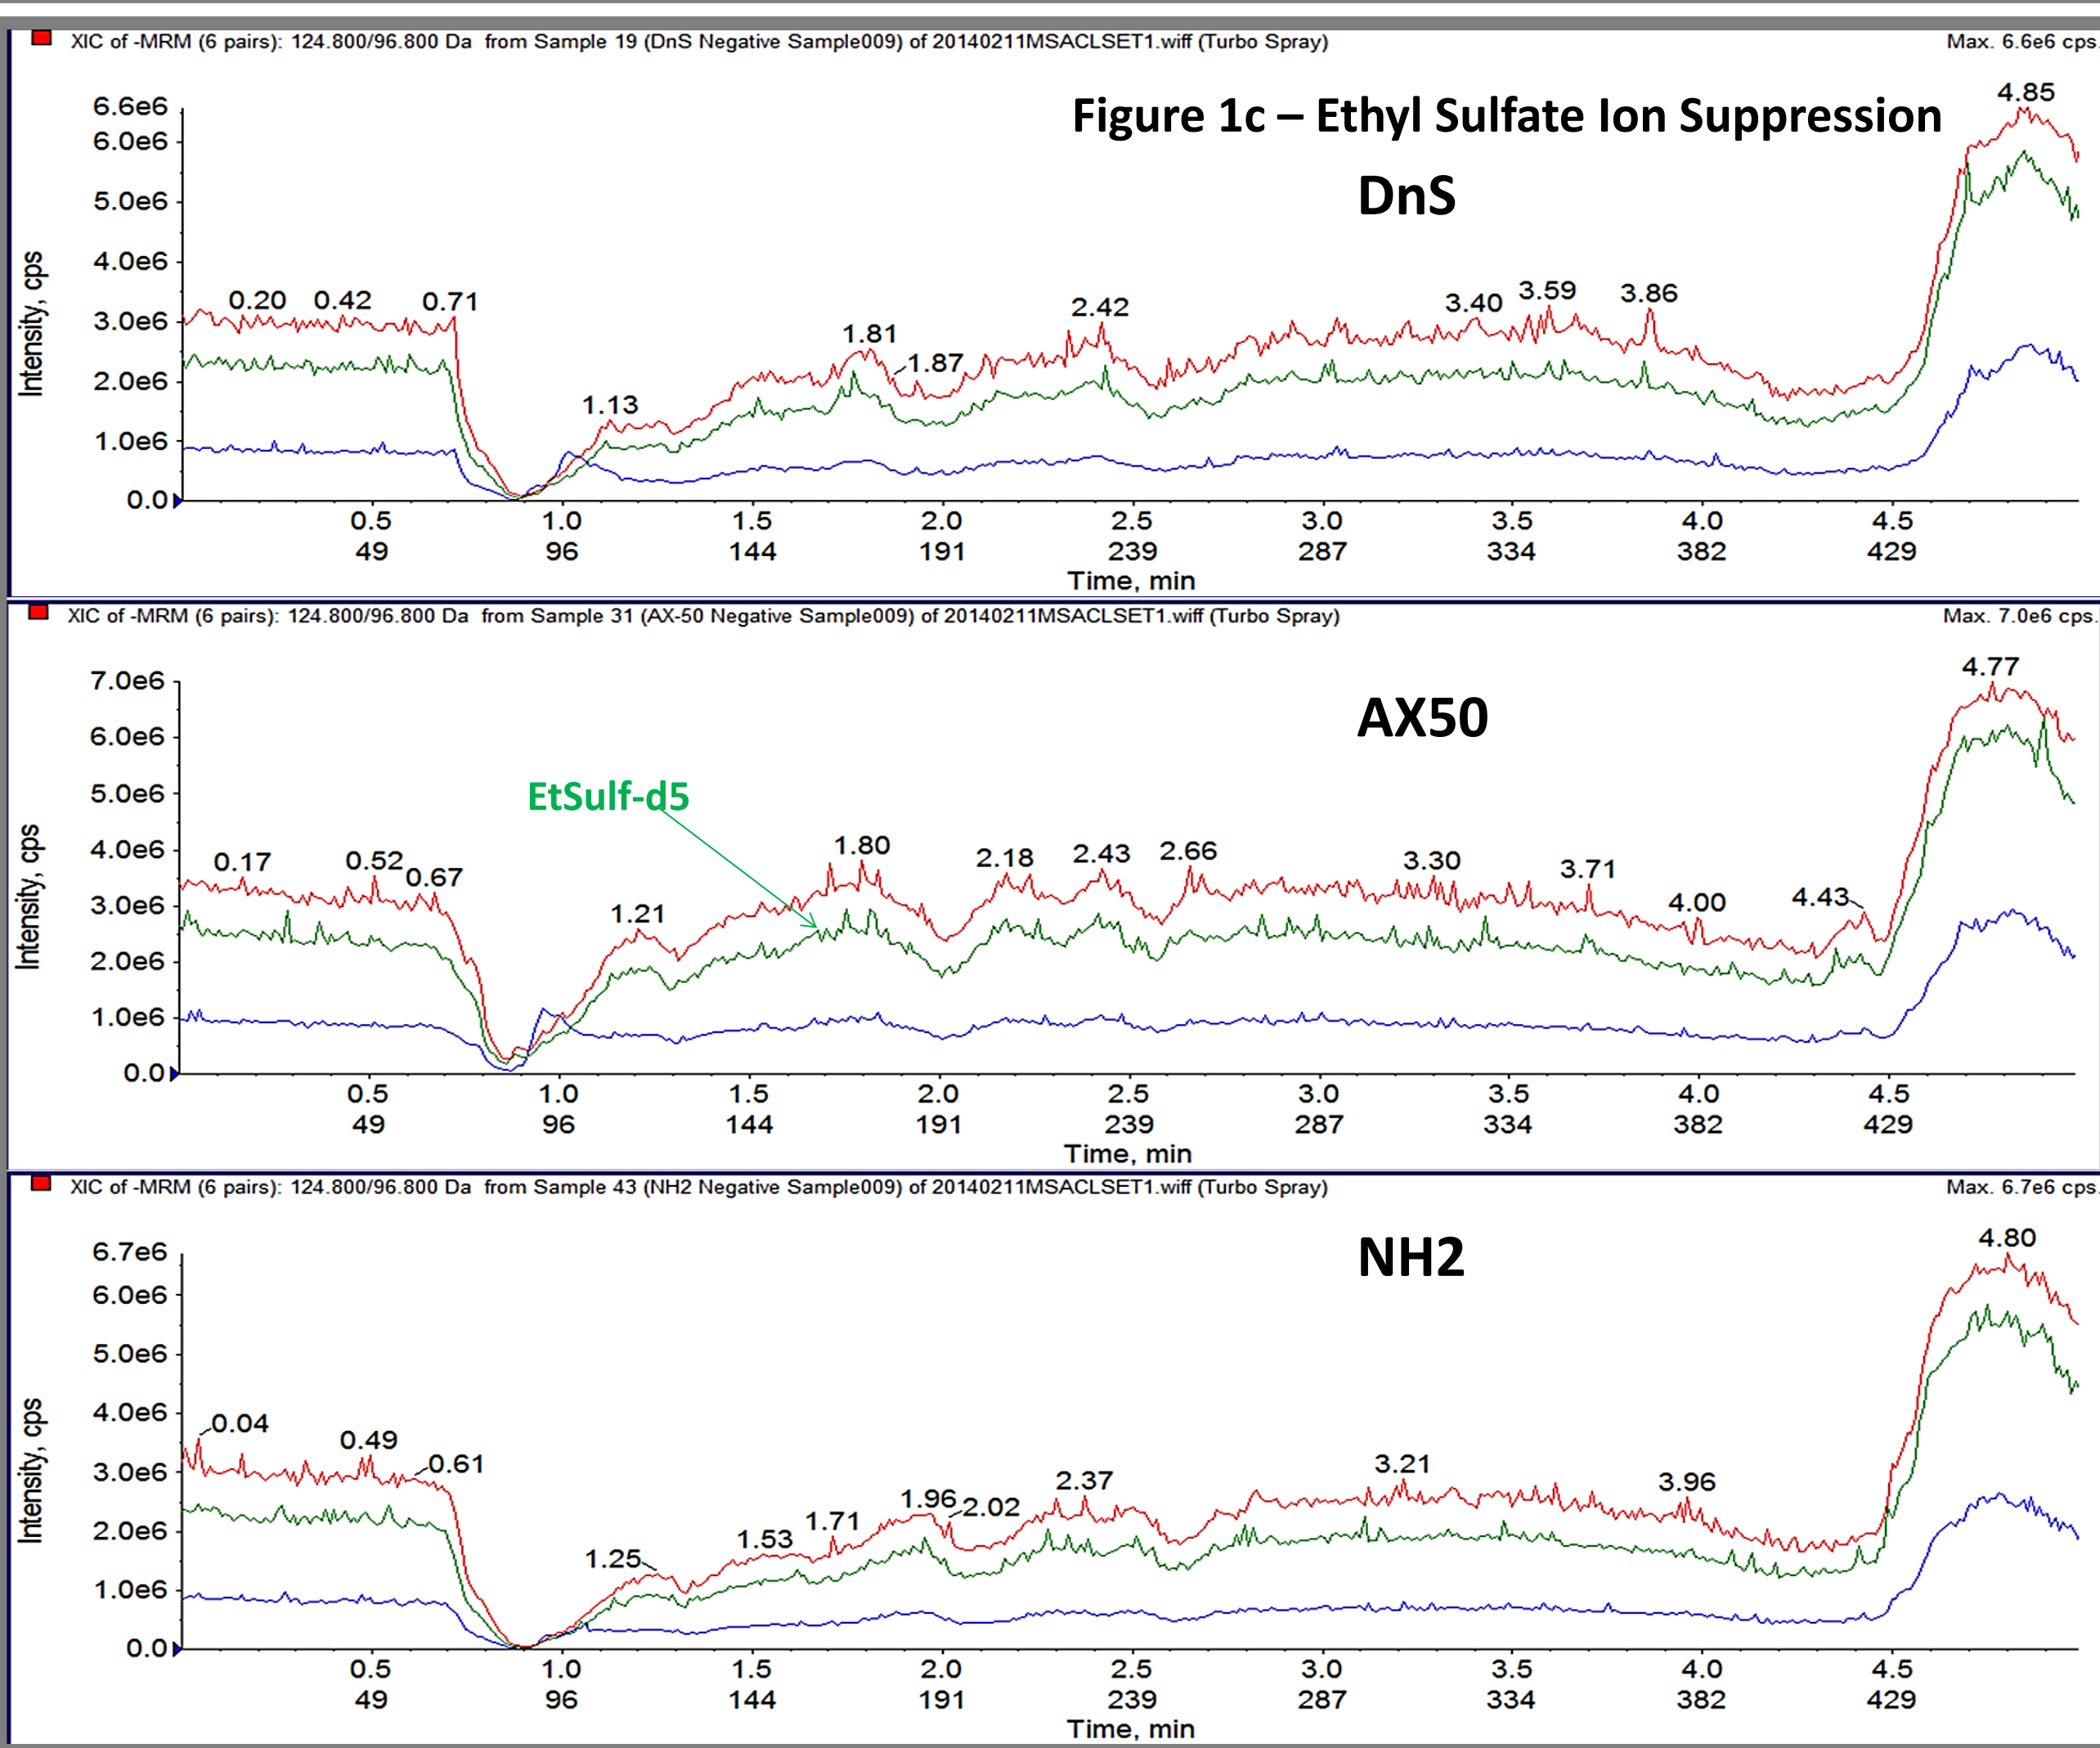 XIC of -MRM (6 pairs): 124.800/96.800 Da from Sample 19 (DnS Negative Sample009) of 20140211MSACLSET1.wiff (Turbo Spray) Max. 6.6e6 cps.
Figure 1c – Ethyl Sulfate Ion Suppression
DnS
Intensity, cps
6.6e6
6.0e6
5.0e6
4.0e6
3.0e6
2.0e6
1.0e6
0.0
0.20 0.42 0.71 1.13 1.81 1.87 2.42 3.40 3.59 3.86 4.85
0.5 1.0 1.5 2.0 2.5 3.0 3.5 4.0 4.5
49 96 144 191 239 287 334 382 429
Time, min
XIC of -MRM (6 pairs): 124.800/96.800 Da from Sample 31 (AX-50 Negative Sample009) of 20140211MSACLSET1.wiff (Turbo Spray) Max. 7.0e6 cps.
AX50
EtSulf-d5
Intensity, cps
7.0e6
6.0e6
5.0e6
4.0e6
3.0e6
2.0e6
1.0e6
0.0
0.17 0.52 0.67 1.21 1.80 2.18 2.43 2.66 3.30 3.71 4.00 4.43 4.77
0.5 1.0 1.5 2.0 2.5 3.0 3.5 4.0 4.5
49 96 144 191 239 287 334 382 429
Time, min
XIC of -MRM (6 pairs): 124.800/96.800 Da from Sample 43 (NH2 Negative Sample009) of 20140211MSACLSET1.wiff (Turbo Spray) Max. 6.7e6 cps.
NH2
Intensity, cps
6.7e6
6.0e6
5.0e6
4.0e6
3.0e6
2.0e6
1.0e6
0.0
0.04 0.49 0.61 1.25 1.53 1.71 1.96 2.02 2.37 3.21 3.96 4.80
0.5 1.0 1.5 2.0 2.5 3.0 3.5 4.0 4.5
49 96 144 191 239 287 334 382 429
Time, min